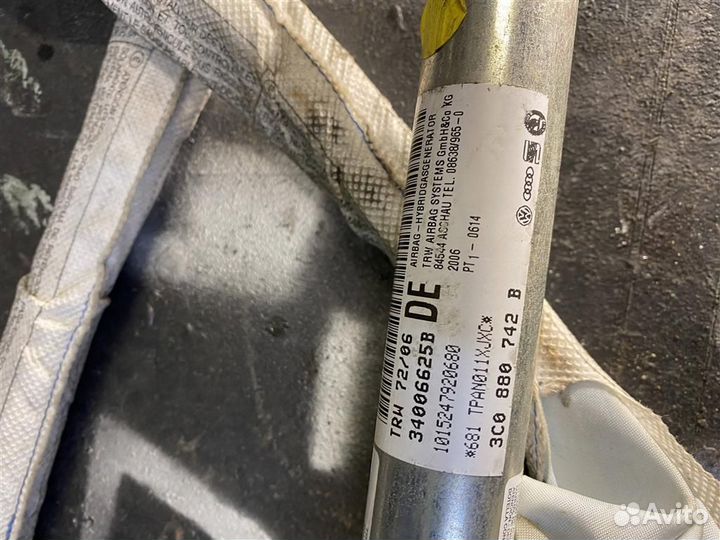 AIRBAG-HYBRIDGASGENERATOR
TRW AIRBAG SYSTEMS GmbH&Co KG
84544 ASCHAU TEL. 08638/965-0
2006
PT1 - 0614
TRW 72/06 DE
34006625B
1015247920680
*681 TPAN011XJXC*
3C0 880 742 B
Avito